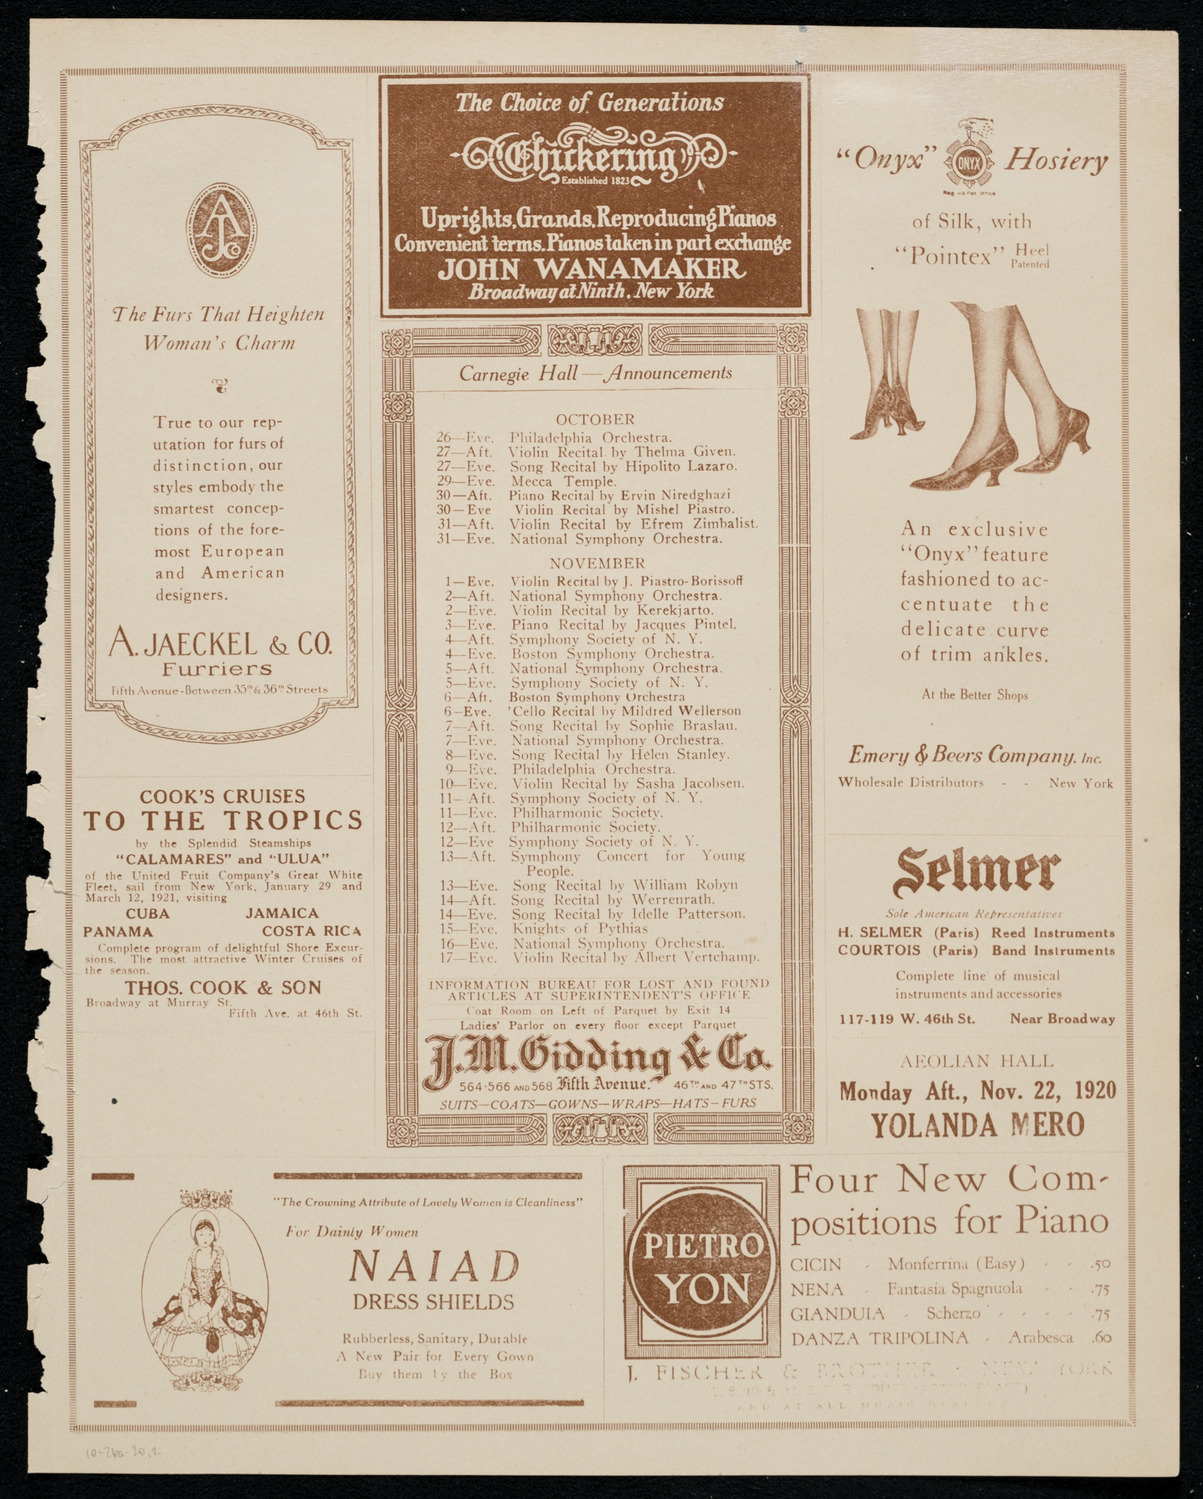 AJCo
The Furs That Heighten
Woman's Charm
True to our rep-
utation for furs of
distinction, our
styles embody the
smartest concep-
tions of the fore-
most European
and American
designers.
A. JAECKEL & CO.
Furriers
Fifth Avenue-Between 35th & 36th Streets
COOK'S CRUISES
TO THE TROPICS
by the Splendid Steamships
"CALAMARES" and "ULUA"
of the United Fruit Company's Great White
Fleet, sail from New York, January 29 and
March 12, 1921, visiting
CUBA JAMAICA
PANAMA COSTA RICA
Complete program of delightful Shore Excur-
sions. The most attractive Winter Cruises of
the season.
THOS. COOK & SON
Broadway at Murray St.
Fifth Ave. at 46th St.
The Choice of Generations
Chickering
Established 1823
Uprights, Grands, Reproducing Pianos
Convenient terms. Pianos taken in part exchange
JOHN WANAMAKER
Broadway at Ninth, New York
Carnegie Hall—Announcements
OCTOBER
26—Eve. Philadelphia Orchestra.
27—Aft. Violin Recital by Thelma Given.
27—Eve. Song Recital by Hipolito Lazaro.
29—Eve. Mecca Temple.
30—Aft. Piano Recital by Ervin Niredghazi
30—Eve Violin Recital by Mishel Piastro.
31—Aft. Violin Recital by Efrem Zimbalist.
31—Eve. National Symphony Orchestra.
NOVEMBER
1—Eve. Violin Recital by J. Piastro-Borissoff
2—Aft. National Symphony Orchestra.
2—Eve. Violin Recital by Kerekjarto.
3—Eve. Piano Recital by Jacques Pintel.
4—Aft. Symphony Society of N. Y.
4—Eve. Boston Symphony Orchestra.
5—Aft. National Symphony Orchestra.
5—Eve. Symphony Society of N. Y.
6—Aft. Boston Symphony Orchestra
6—Eve. 'Cello Recital by Mildred Wellerson
7—Aft. Song Recital by Sophie Braslau.
7—Eve. National Symphony Orchestra.
8—Eve. Song Recital by Helen Stanley.
9—Eve. Philadelphia Orchestra.
10—Eve. Violin Recital by Sasha Jacobsen.
11—Aft. Symphony Society of N. Y.
11—Eve. Philharmonic Society.
12—Aft. Philharmonic Society.
12—Eve Symphony Society of N. Y.
13—Aft. Symphony Concert for Young
People.
13—Eve. Song Recital by William Robyn
14—Aft. Song Recital by Werrenrath.
14—Eve. Song Recital by Idelle Patterson.
15—Eve. Knights of Pythias
16—Eve. National Symphony Orchestra.
17—Eve. Violin Recital by Albert Vertchamp.
INFORMATION BUREAU FOR LOST AND FOUND
ARTICLES AT SUPERINTENDENT'S OFFICE
Coat Room on Left of Parquet by Exit 14
Ladies' Parlor on every floor except Parquet
J.M. Gidding & Co.
564-566 AND 568 Fifth Avenue. 46TH AND 47TH STS.
SUITS—COATS—GOWNS—WRAPS—HATS—FURS
"Onyx" ONYX Hosiery
Reg. U.S. Pat. Office
of Silk, with
"Pointex" Heel
Patented
An exclusive
"Onyx" feature
fashioned to ac-
centuate the
delicate curve
of trim ankles.
At the Better Shops
Emery & Beers Company, Inc.
Wholesale Distributors - - New York
Selmer
Sole American Representatives
H. SELMER (Paris) Reed Instruments
COURTOIS (Paris) Band Instruments
Complete line of musical
instruments and accessories
117-119 W. 46th St. Near Broadway
AEOLIAN HALL
Monday Aft., Nov. 22, 1920
YOLANDA MERO
"The Crowning Attribute of Lovely Women is Cleanliness"
For Dainty Women
NAIAD
DRESS SHIELDS
Rubberless, Sanitary, Durable
A New Pair for Every Gown
Buy them by the Box
PIETRO
YON
Four New Com-
positions for Piano
CICIN - Monferrina (Easy) - - .50
NENA - Fantasia Spagnuola - - .75
GIANDUIA - Scherzo - - - .75
DANZA TRIPOLINA - Arabesca .60
J. FISCHER & BROTHER - NEW YORK
10-26a-20,2